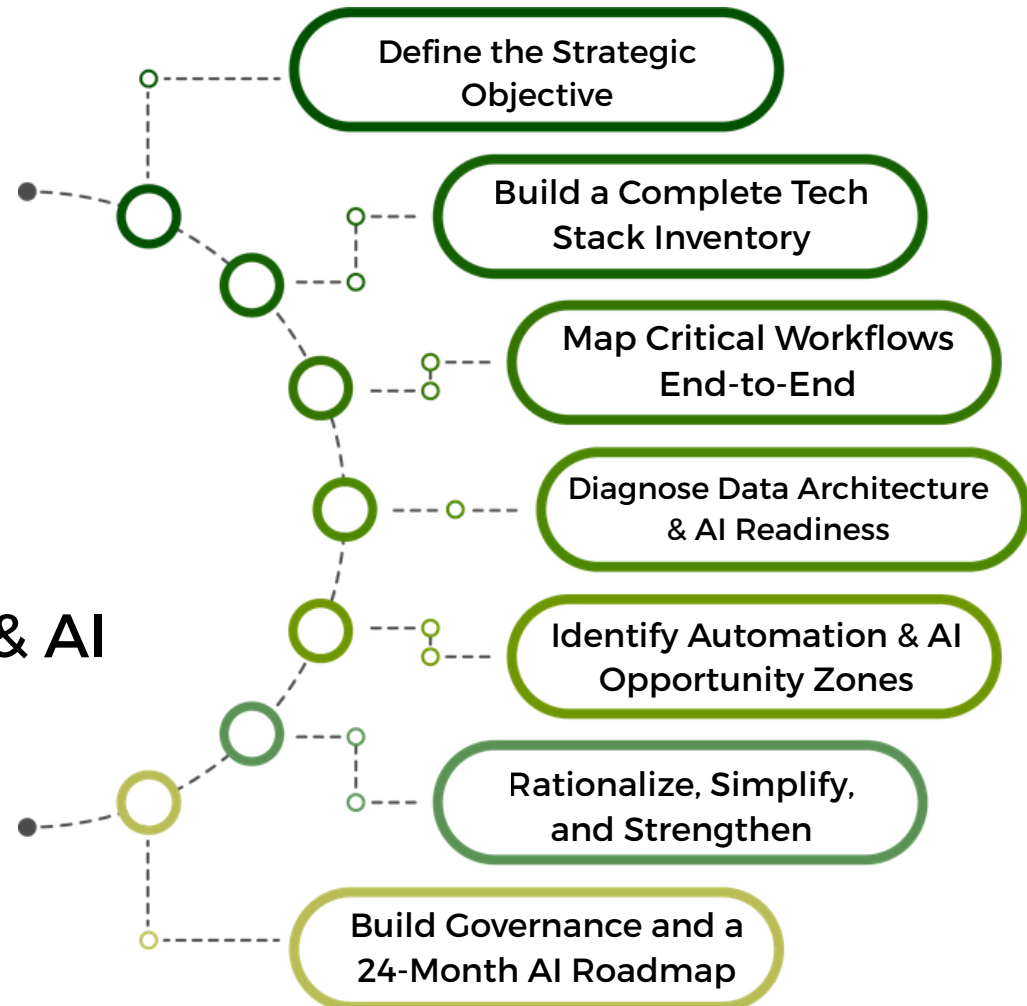 Define the Strategic
Objective
Build a Complete Tech
Stack Inventory
Map Critical Workflows
End-to-End
Diagnose Data Architecture
& AI Readiness
& AI
Identify Automation & AI
Opportunity Zones
Rationalize, Simplify,
and Strengthen
Build Governance and a
24-Month AI Roadmap